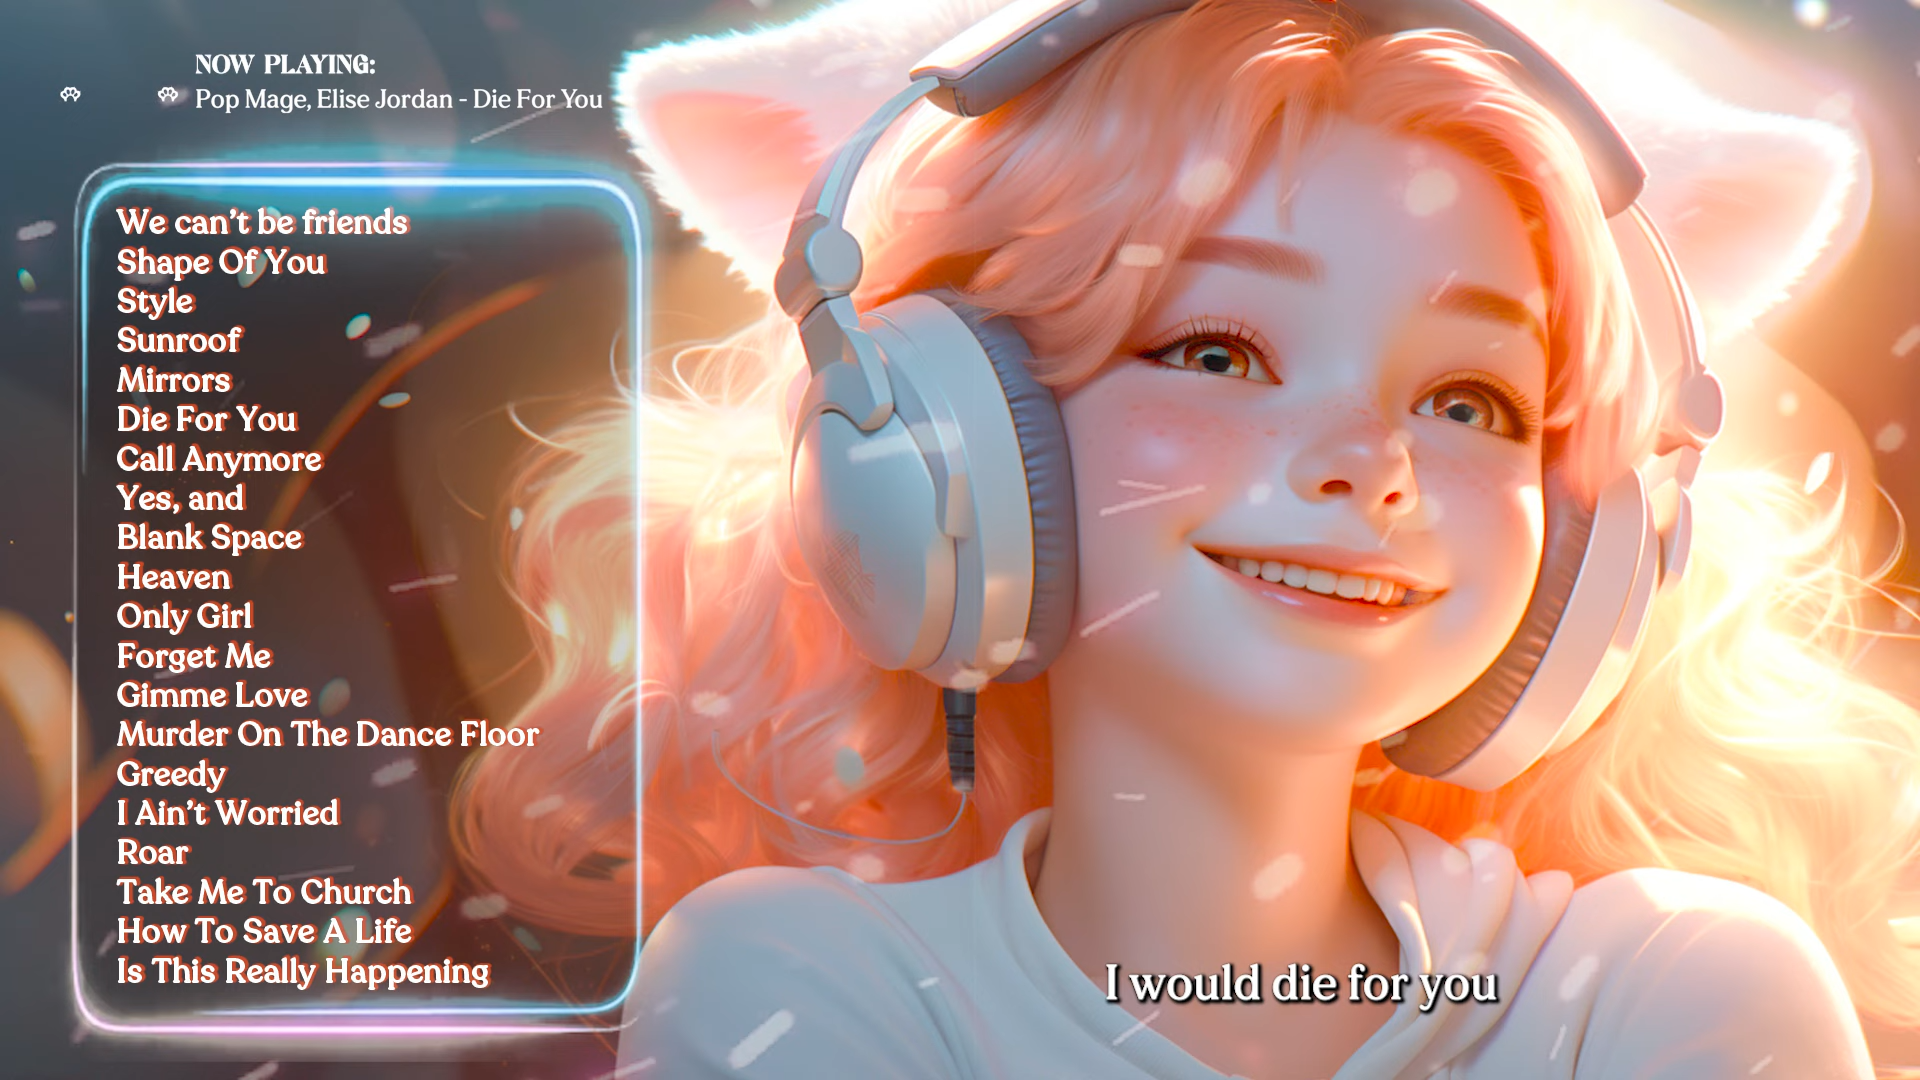 NOW PLAYING:
Pop Mage, Elise Jordan - Die For You
We can't be friends
Shape Of You
Style
Sunroof
Mirrors
Die For You
Call Anymore
Yes, and
Blank Space
Heaven
Only Girl
Forget Me
Gimme Love
Murder On The Dance Floor
Greedy
I Ain't Worried
Roar
Take Me To Church
How To Save A Life
Is This Really Happening
I would die for you